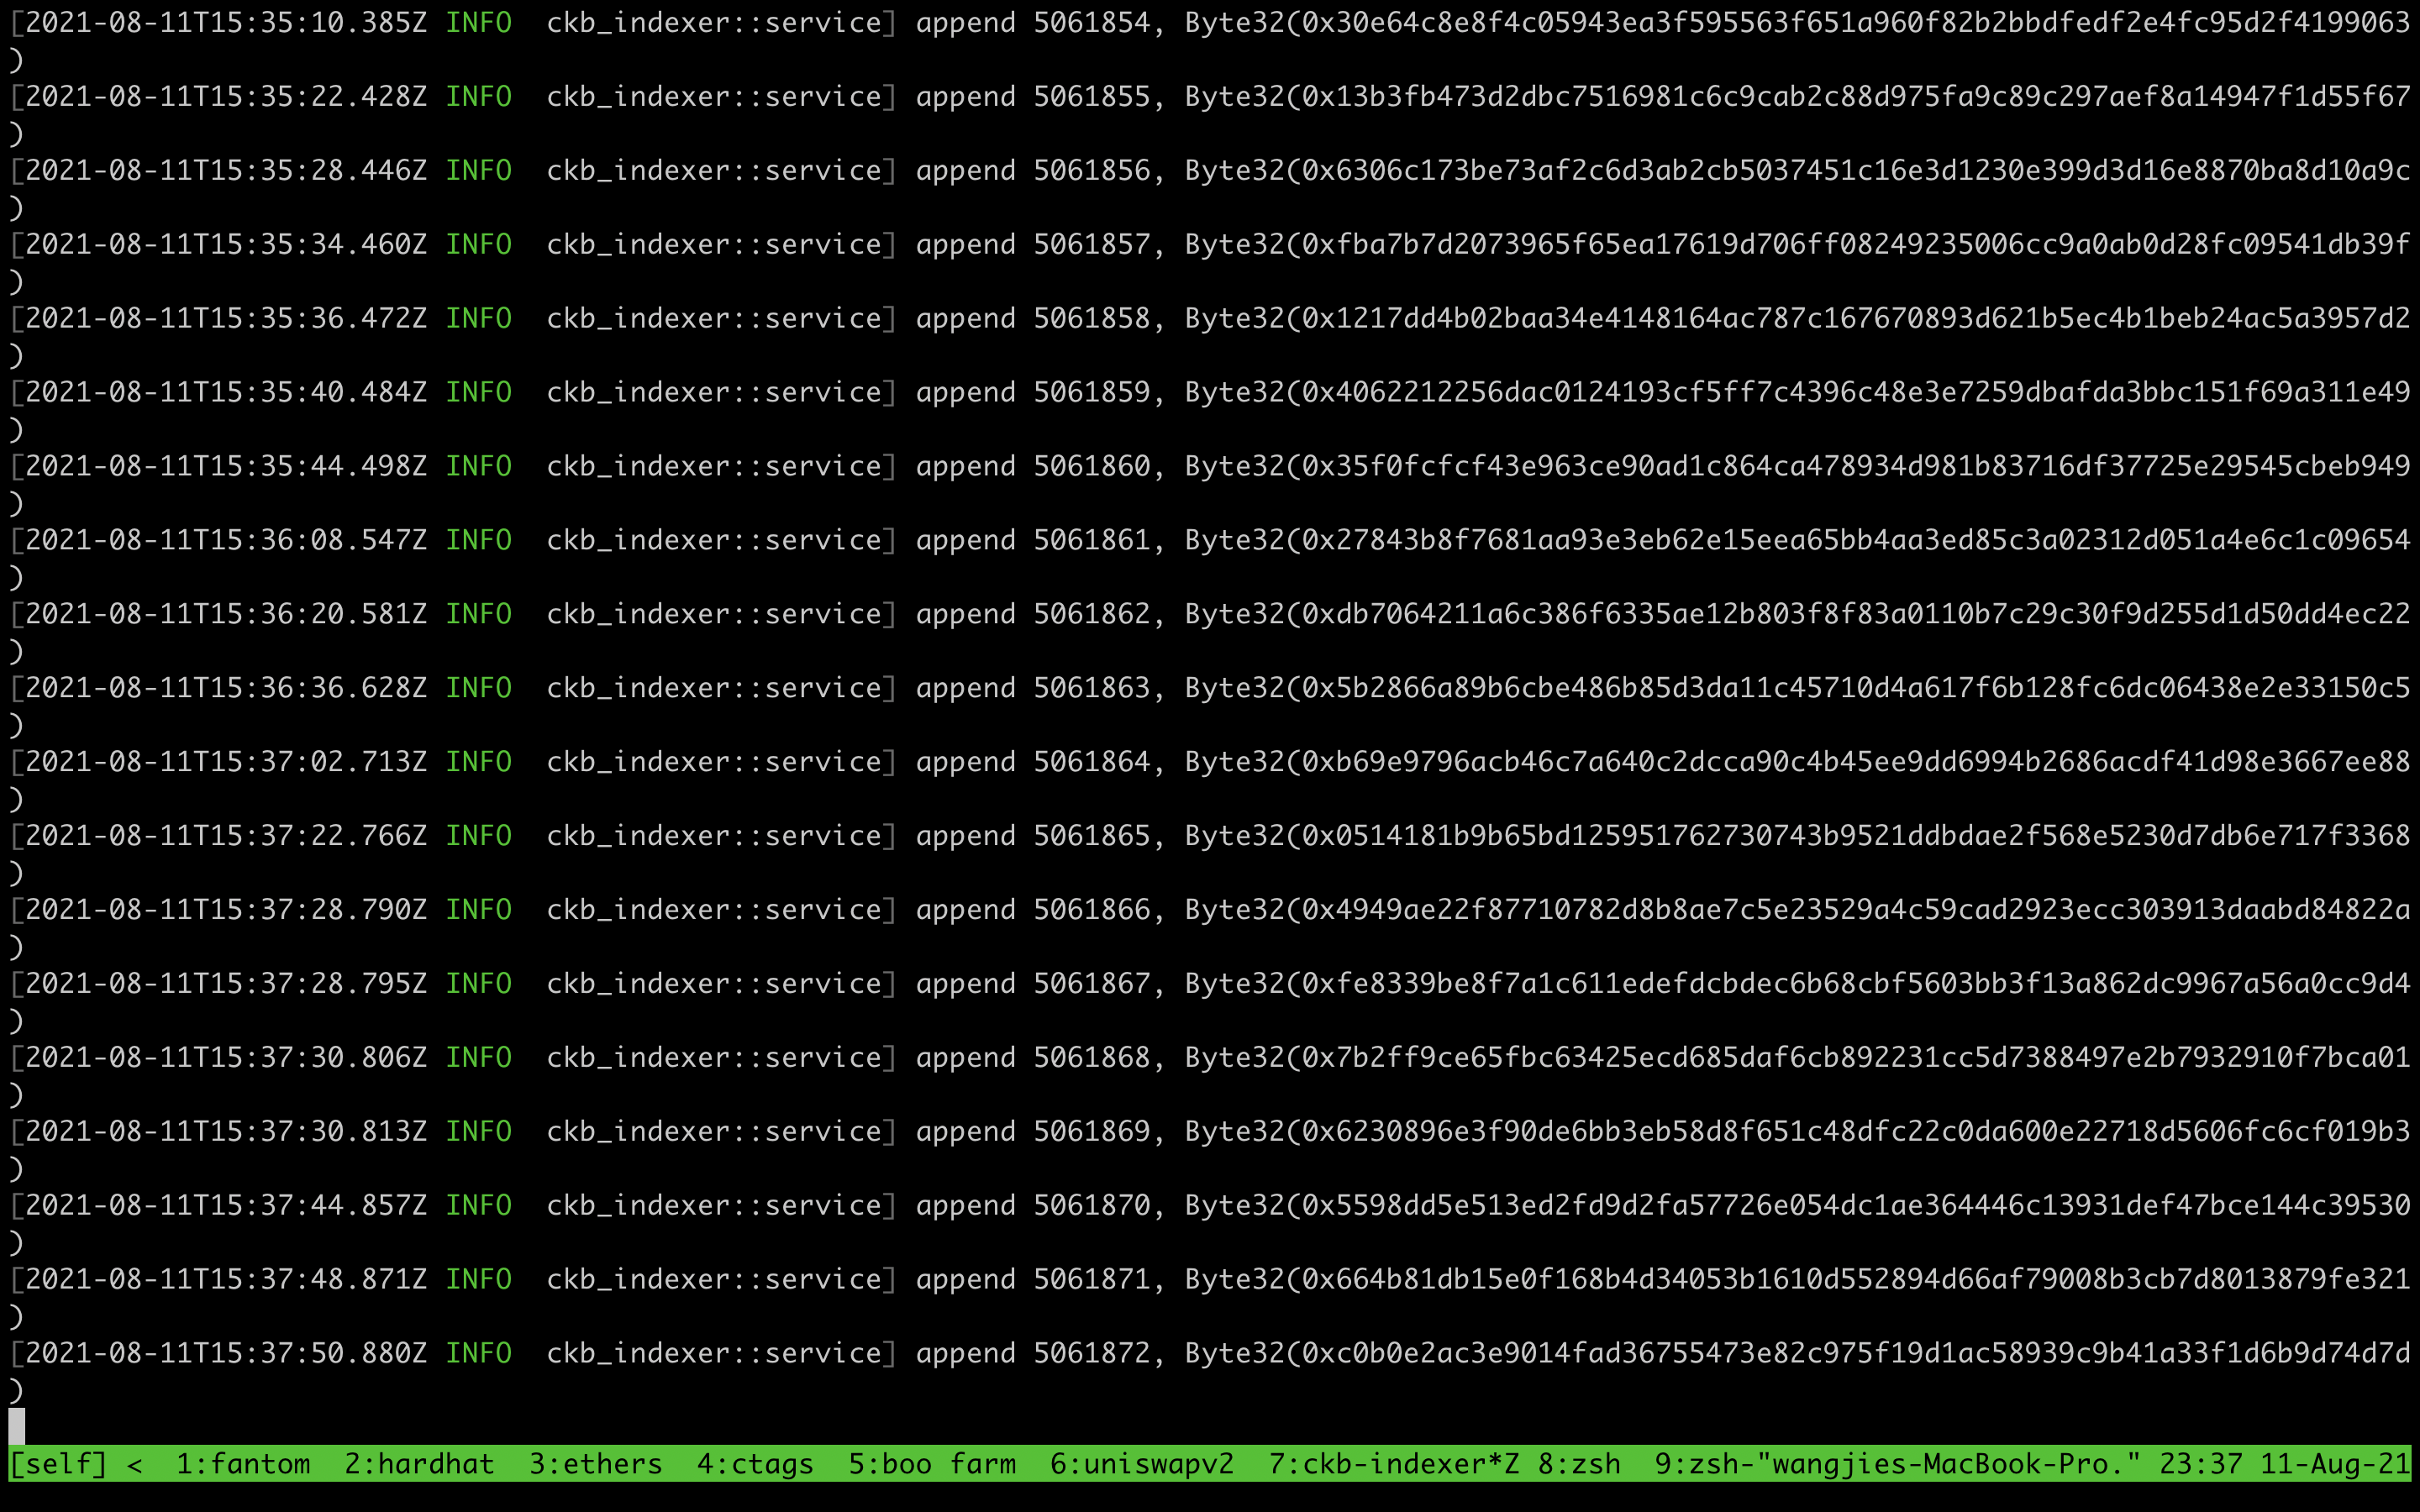 [2021-08-11T15:35:10.385Z INFO  ckb_indexer::service] append 5061854, Byte32(0x30e64c8e8f4c05943ea3f595563f651a960f82b2bbdfedf2e4fc95d2f4199063
)
[2021-08-11T15:35:22.428Z INFO  ckb_indexer::service] append 5061855, Byte32(0x13b3fb473d2dbc7516981c6c9cab2c88d975fa9c89c297aef8a14947f1d55f67
)
[2021-08-11T15:35:28.446Z INFO  ckb_indexer::service] append 5061856, Byte32(0x6306c173be73af2c6d3ab2cb5037451c16e3d1230e399d3d16e8870ba8d10a9c
)
[2021-08-11T15:35:34.460Z INFO  ckb_indexer::service] append 5061857, Byte32(0xfba7b7d2073965f65ea17619d706ff08249235006cc9a0ab0d28fc09541db39f
)
[2021-08-11T15:35:36.472Z INFO  ckb_indexer::service] append 5061858, Byte32(0x1217dd4b02baa34e4148164ac787c167670893d621b5ec4b1beb24ac5a3957d2
)
[2021-08-11T15:35:40.484Z INFO  ckb_indexer::service] append 5061859, Byte32(0x4062212256dac0124193cf5ff7c4396c48e3e7259dbafda3bbc151f69a311e49
)
[2021-08-11T15:35:44.498Z INFO  ckb_indexer::service] append 5061860, Byte32(0x35f0fcfcf43e963ce90ad1c864ca478934d981b83716df37725e29545cbeb949
)
[2021-08-11T15:36:08.547Z INFO  ckb_indexer::service] append 5061861, Byte32(0x27843b8f7681aa93e3eb62e15eea65bb4aa3ed85c3a02312d051a4e6c1c09654
)
[2021-08-11T15:36:20.581Z INFO  ckb_indexer::service] append 5061862, Byte32(0xdb7064211a6c386f6335ae12b803f8f83a0110b7c29c30f9d255d1d50dd4ec22
)
[2021-08-11T15:36:36.628Z INFO  ckb_indexer::service] append 5061863, Byte32(0x5b2866a89b6cbe486b85d3da11c45710d4a617f6b128fc6dc06438e2e33150c5
)
[2021-08-11T15:37:02.713Z INFO  ckb_indexer::service] append 5061864, Byte32(0xb69e9796acb46c7a640c2dcca90c4b45ee9dd6994b2686acdf41d98e3667ee88
)
[2021-08-11T15:37:22.766Z INFO  ckb_indexer::service] append 5061865, Byte32(0x0514181b9b65bd125951762730743b9521ddbdae2f568e5230d7db6e717f3368
)
[2021-08-11T15:37:28.790Z INFO  ckb_indexer::service] append 5061866, Byte32(0x4949ae22f87710782d8b8ae7c5e23529a4c59cad2923ecc303913daabd84822a
)
[2021-08-11T15:37:28.795Z INFO  ckb_indexer::service] append 5061867, Byte32(0xfe8339be8f7a1c611edefdcbdec6b68cbf5603bb3f13a862dc9967a56a0cc9d4
)
[2021-08-11T15:37:30.806Z INFO  ckb_indexer::service] append 5061868, Byte32(0x7b2ff9ce65fbc63425ecd685daf6cb892231cc5d7388497e2b7932910f7bca01
)
[2021-08-11T15:37:30.813Z INFO  ckb_indexer::service] append 5061869, Byte32(0x6230896e3f90de6bb3eb58d8f651c48dfc22c0da600e22718d5606fc6cf019b3
)
[2021-08-11T15:37:44.857Z INFO  ckb_indexer::service] append 5061870, Byte32(0x5598dd5e513ed2fd9d2fa57726e054dc1ae364446c13931def47bce144c39530
)
[2021-08-11T15:37:48.871Z INFO  ckb_indexer::service] append 5061871, Byte32(0x664b81db15e0f168b4d34053b1610d552894d66af79008b3cb7d8013879fe321
)
[2021-08-11T15:37:50.880Z INFO  ckb_indexer::service] append 5061872, Byte32(0xc0b0e2ac3e9014fad36755473e82c975f19d1ac58939c9b41a33f1d6b9d74d7d
)
[self] <  1:fantom  2:hardhat  3:ethers  4:ctags  5:boo farm  6:uniswapv2  7:ckb-indexer*Z 8:zsh  9:zsh-"wangjies-MacBook-Pro." 23:37 11-Aug-21